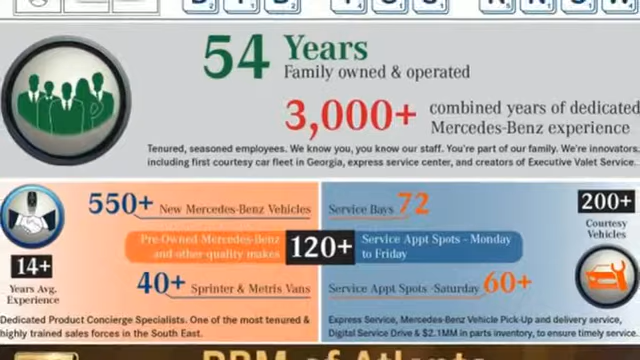 DID YOU KNOW
54 Years
Family owned & operated
3,000+ combined years of dedicated
Mercedes-Benz experience
Tenured, seasoned employees. We know you, you know our staff. You're part of our family. We're innovators,
including first courtesy car fleet in Georgia, express service center, and creators of Executive Valet Service.
550+ New Mercedes-Benz Vehicles
Pre-Owned Mercedes-Benz
and other quality makes
120+
40+ Sprinter & Metris Vans
14+
Years Avg.
Experience
Dedicated Product Concierge Specialists. One of the most tenured &
highly trained sales forces in the South East.
Service Bays 72
Service Appt Spots - Monday
to Friday
Service Appt Spots -Saturday 60+
200+
Courtesy
Vehicles
Express Service, Mercedes-Benz Vehicle Pick-Up and delivery service,
Digital Service Drive & $2.1MM in parts inventory, to ensure timely service.
RBM of Atlanta